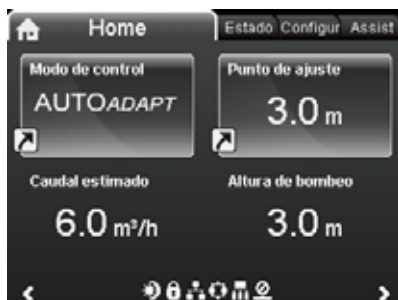 Home Estado Configur Assist
Modo de control Punto de ajuste
AUTOADAPT 3.0 m
Caudal estimado Altura de bombeo
6.0 m³/h 3.0 m